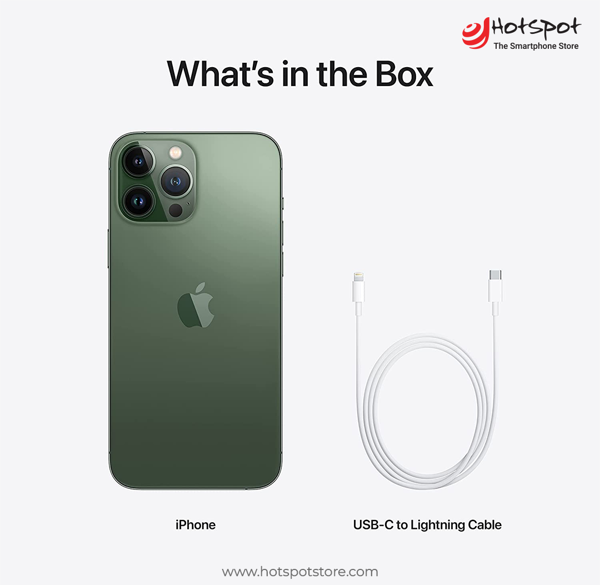 HOTSPOT
The Smartphone Store
What's in the Box
iPhone
USB-C to Lightning Cable
www.hotspotstore.com